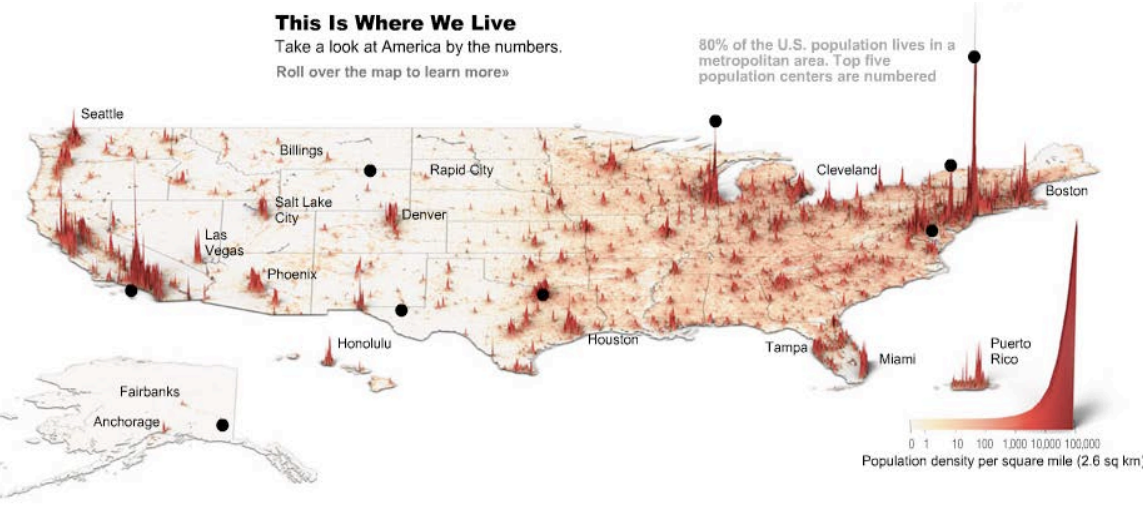 This Is Where We Live
Take a look at America by the numbers.
Roll over the map to learn more»
80% of the U.S. population lives in a
metropolitan area. Top five
population centers are numbered
Seattle
Billings
Rapid City
Cleveland
Boston
Salt Lake
City
Denver
Las
Vegas
Phoenix
Honolulu
Houston
Tampa
Miami
Puerto
Rico
Fairbanks
Anchorage
0 1 10 100 1,000 10,000 100,000
Population density per square mile (2.6 sq km)